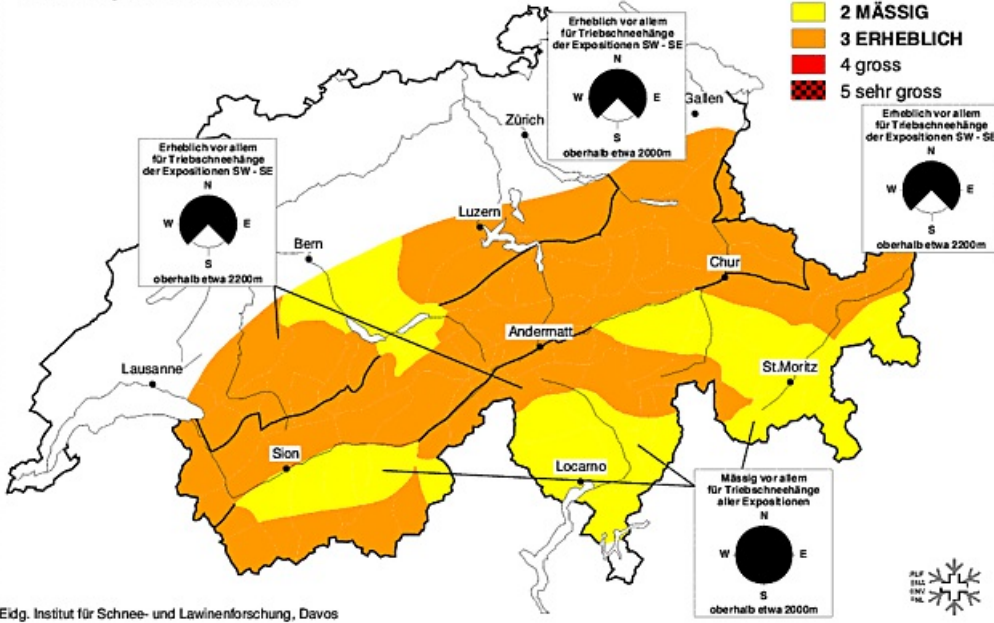 2 MÄSSIG
3 ERHEBLICH
4 gross
5 sehr gross
Erheblich vor allem
für Triebschneehänge
der Expositionen SW - SE
N
W E
S
oberhalb etwa 2000m
Gallen
Zürich
Erheblich vor allem
für Triebschneehänge
der Expositionen SW - SE
N
W E
S
oberhalb etwa 2200m
Erheblich vor allem
für Triebschneehänge
der Expositionen SW - SE
N
W E
S
oberhalb etwa 2200m
Luzern
Bern
Chur
Andermatt
Lausanne
St.Moritz
Sion
Locarno
Mässig vor allem
für Triebschneehänge
aller Expositionen
N
W E
S
oberhalb etwa 2000m
Eidg. Institut für Schnee- und Lawinenforschung, Davos